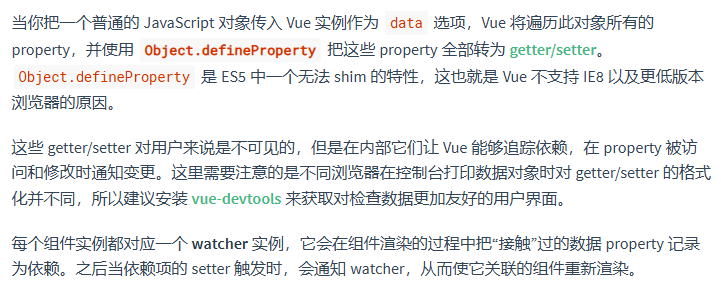 当你把一个普通的 JavaScript 对象传入 Vue 实例作为 data 选项，Vue 将遍历此对象所有的
property，并使用 Object.defineProperty 把这些 property 全部转为 getter/setter。
Object.defineProperty 是 ES5 中一个无法 shim 的特性，这也就是 Vue 不支持 IE8 以及更低版本
浏览器的原因。
这些 getter/setter 对用户来说是不可见的，但是在内部它们让 Vue 能够追踪依赖，在 property 被访
问和修改时通知变更。这里需要注意的是不同浏览器在控制台打印数据对象时对 getter/setter 的格式
化并不同，所以建议安装 vue-devtools 来获取对检查数据更加友好的用户界面。
每个组件实例都对应一个 watcher 实例，它会在组件渲染的过程中把“接触”过的数据 property 记录
为依赖。之后当依赖项的 setter 触发时，会通知 watcher，从而使它关联的组件重新渲染。